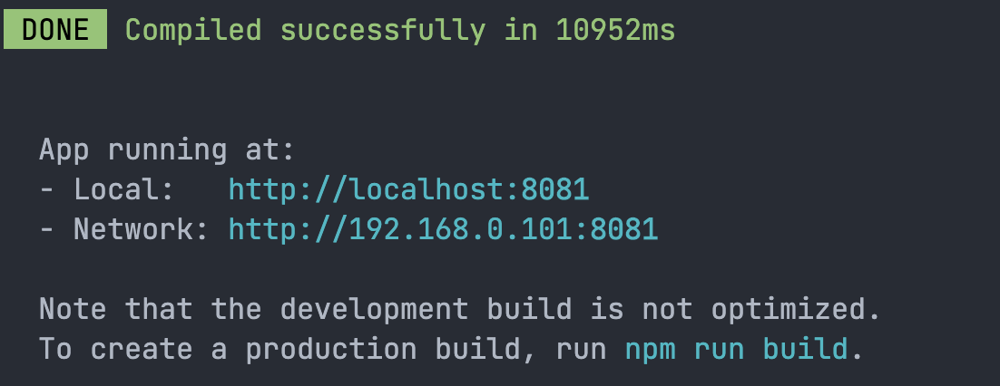 DONE Compiled successfully in 10952ms
App running at:
- Local: http://localhost:8081
- Network: http://192.168.0.101:8081
Note that the development build is not optimized.
To create a production build, run npm run build.